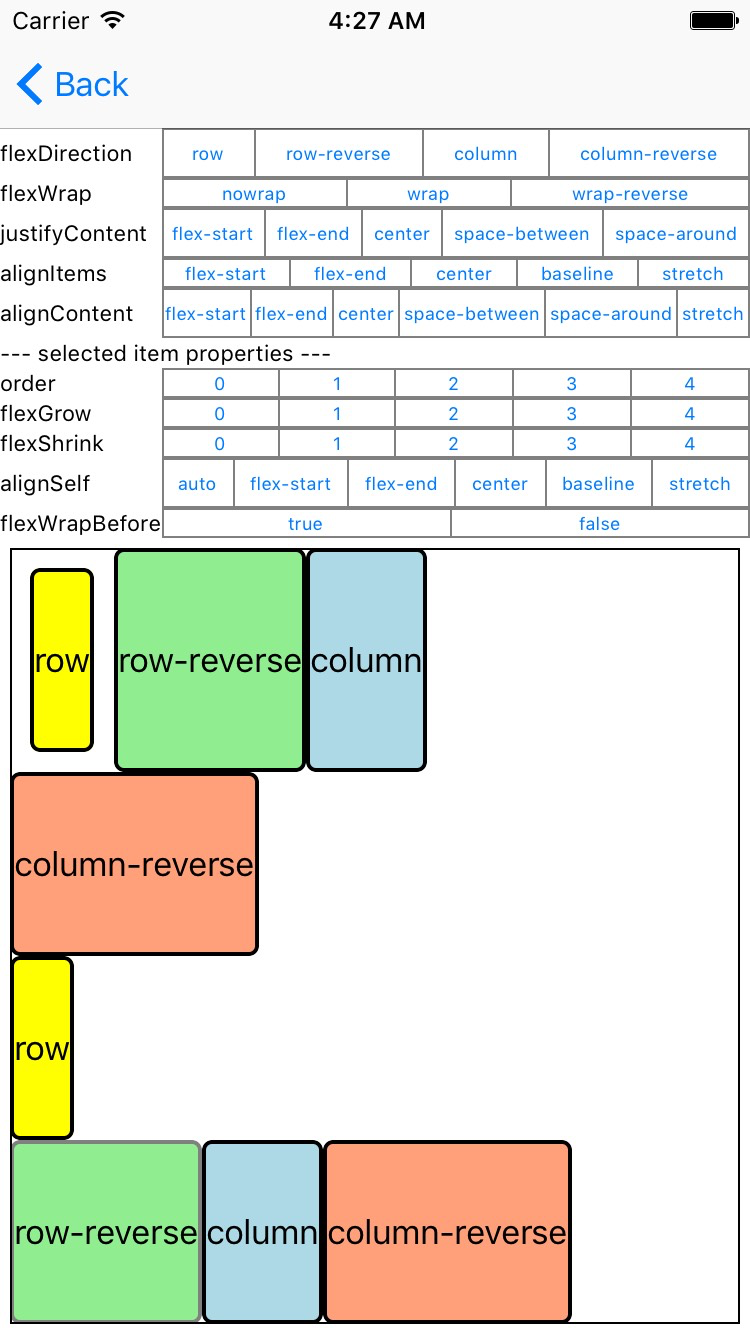 Carrier 4:27 AM
Back
flexDirection row row-reverse column column-reverse
flexWrap nowrap wrap wrap-reverse
justifyContent flex-start flex-end center space-between space-around
alignItems flex-start flex-end center baseline stretch
alignContent flex-start flex-end center space-between space-around stretch
--- selected item properties ---
order 0 1 2 3 4
flexGrow 0 1 2 3 4
flexShrink 0 1 2 3 4
alignSelf auto flex-start flex-end center baseline stretch
flexWrapBefore true false
row row-reverse column
column-reverse
row
row-reverse column column-reverse